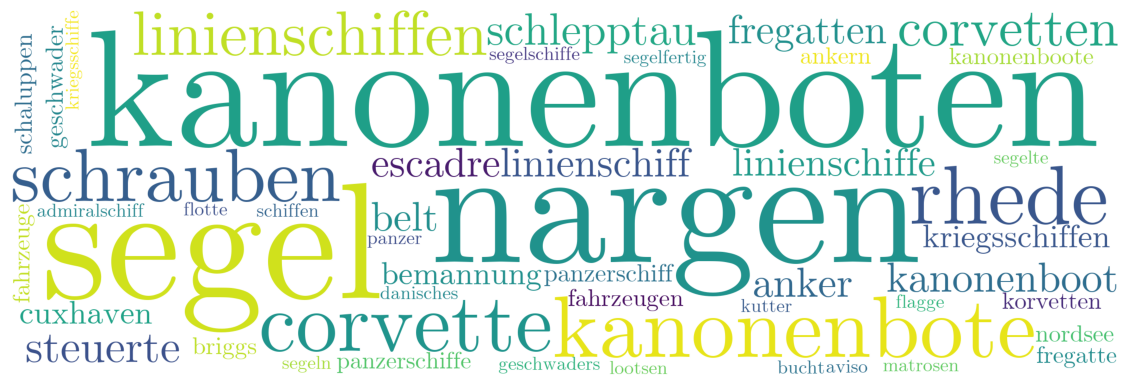 linienschiffen schlepptau fregatten corvetten
schaluppen geschwader kriegsschiffe segelschiffe segelfertig ankern kanonenboote
kanonenboten
schrauben escadre linienschiff linienschiffe segelte
admiralschiff flotte schiffen belt nargen rhede
panzer kriegsschiffen
fahrzeuge segel bemannung panzerschiff anker kanonenboot
danisches fahrzeugen kutter flagge korvetten
cuxhaven corvette kanonenbote nordsee
steuerte briggs fregatte
segeln panzerschiffe geschwaders lootsen buchtaviso matrosen